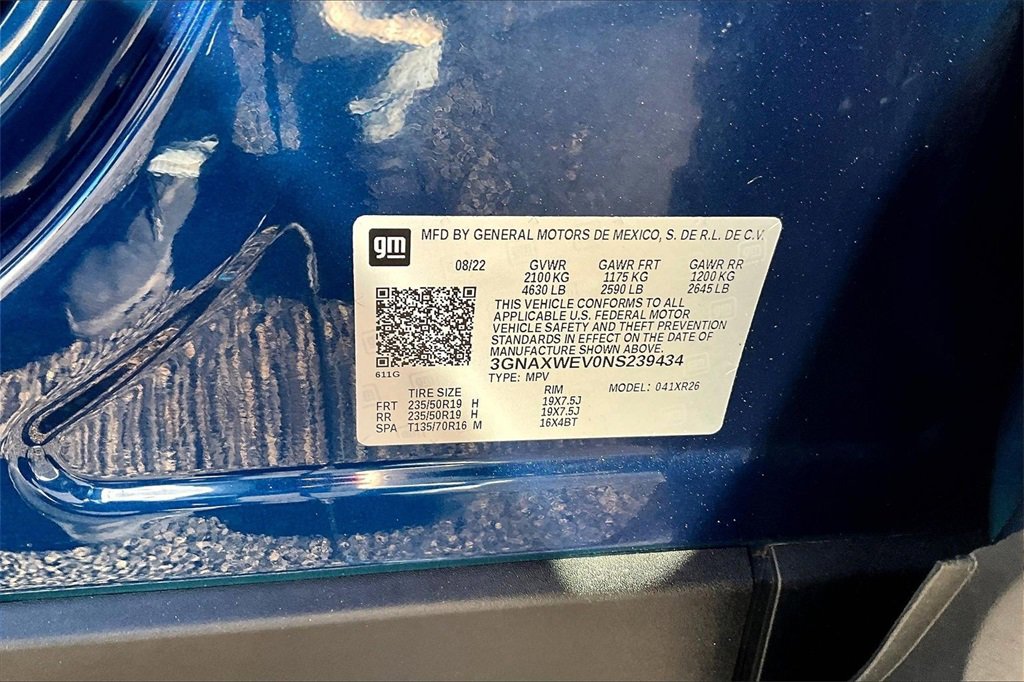 gm
MFD BY GENERAL MOTORS DE MEXICO, S. DE R.L. DE C.V.
08/22 GVWR GAWR FRT GAWR RR
2100 KG 1175 KG 1200 KG
4630 LB 2590 LB 2645 LB
THIS VEHICLE CONFORMS TO ALL
APPLICABLE U.S. FEDERAL MOTOR
VEHICLE SAFETY AND THEFT PREVENTION
STANDARDS IN EFFECT ON THE DATE OF
MANUFACTURE SHOWN ABOVE.
3GNAXWEV0NS239434
611G
TYPE: MPV
MODEL: 041XR26
TIRE SIZE RIM
FRT 235/50R19 H 19X7.5J
RR 235/50R19 H 19X7.5J
SPA T135/70R16 M 16X4BT